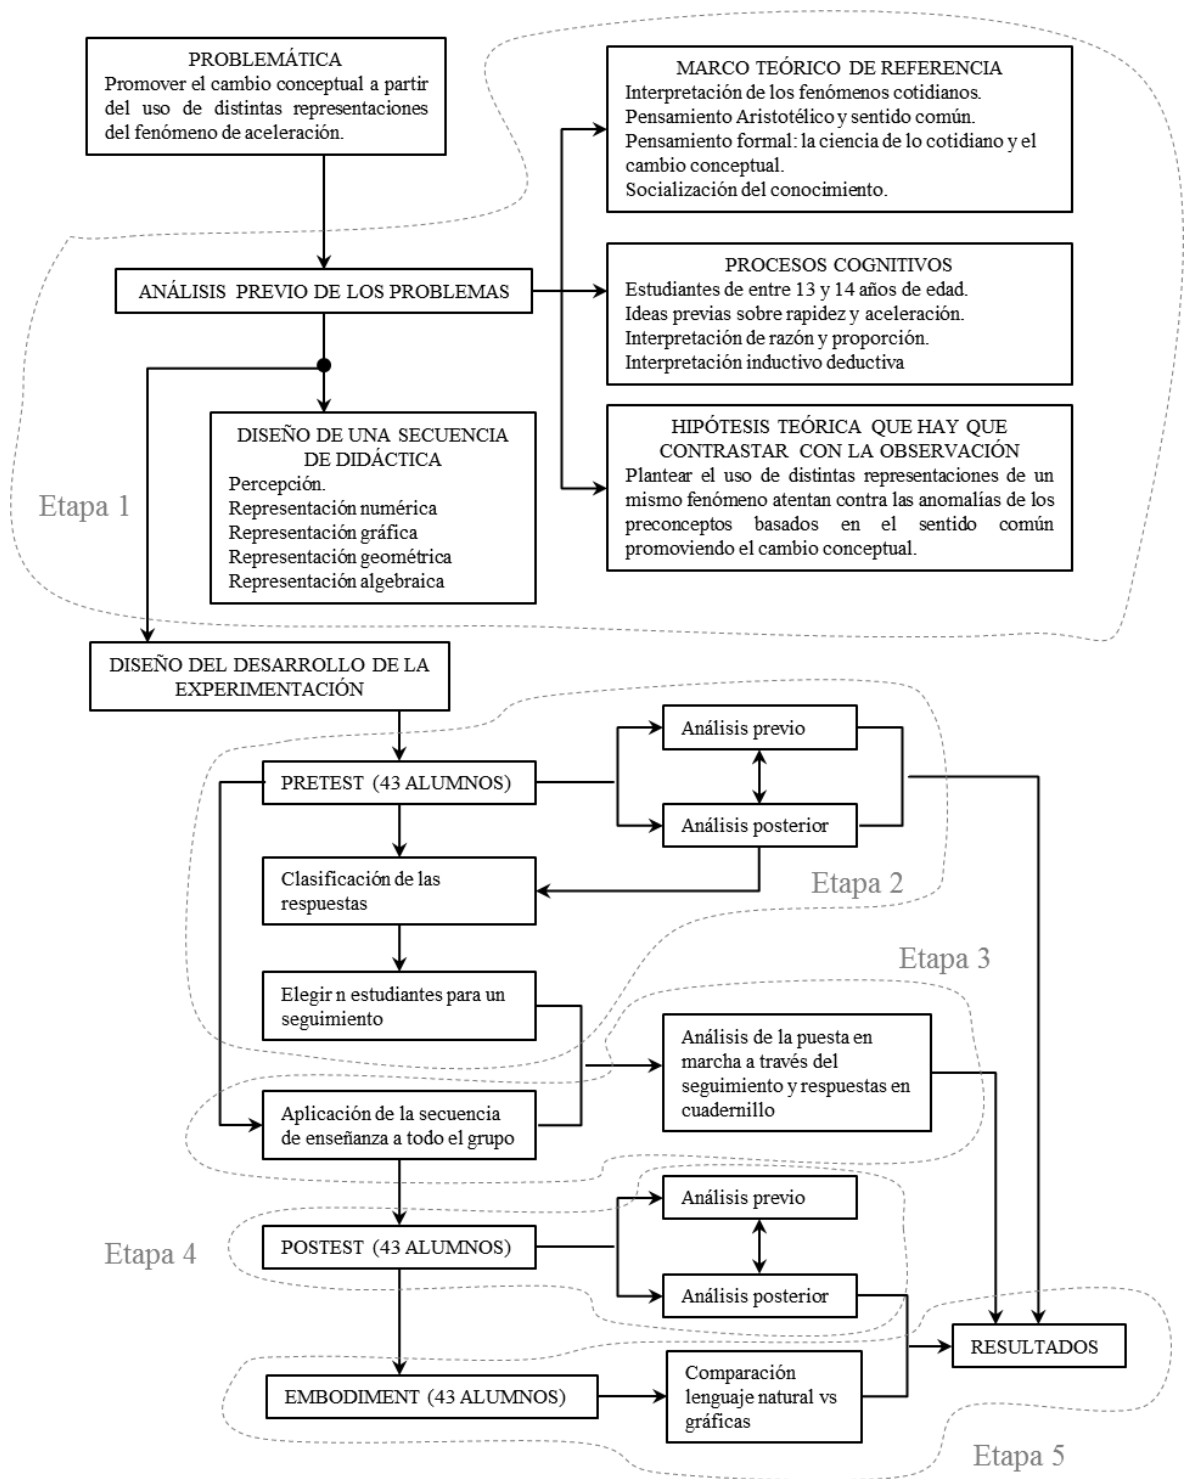 PROBLEMÁTICA
Promover el cambio conceptual a partir
del uso de distintas representaciones
del fenómeno de aceleración.
MARCO TEÓRICO DE REFERENCIA
Interpretación de los fenómenos cotidianos.
Pensamiento Aristotélico y sentido común.
Pensamiento formal: la ciencia de lo cotidiano y el
cambio conceptual.
Socialización del conocimiento.
ANÁLISIS PREVIO DE LOS PROBLEMAS
PROCESOS COGNITIVOS
Estudiantes de entre 13 y 14 años de edad.
Ideas previas sobre rapidez y aceleración.
Interpretación de razón y proporción.
Interpretación inductivo deductiva
DISEÑO DE UNA SECUENCIA
DE DIDÁCTICA
Percepción.
Representación numérica
Representación gráfica
Representación geométrica
Representación algebraica
HIPÓTESIS TEÓRICA QUE HAY QUE
CONTRASTAR CON LA OBSERVACIÓN
Plantear el uso de distintas representaciones de un
mismo fenómeno atentan contra las anomalías de los
preconceptos basados en el sentido común
promoviendo el cambio conceptual.
Etapa 1
DISEÑO DEL DESARROLLO DE LA
EXPERIMENTACIÓN
Análisis previo
PRETEST (43 ALUMNOS)
Análisis posterior
Clasificación de las
respuestas
Etapa 2
Etapa 3
Elegir n estudiantes para un
seguimiento
Análisis de la puesta en
marcha a través del
seguimiento y respuestas en
cuadernillo
Aplicación de la secuencia
de enseñanza a todo el grupo
Análisis previo
Etapa 4
POSTEST (43 ALUMNOS)
Análisis posterior
RESULTADOS
EMBODIMENT (43 ALUMNOS)
Comparación
lenguaje natural vs
gráficas
Etapa 5